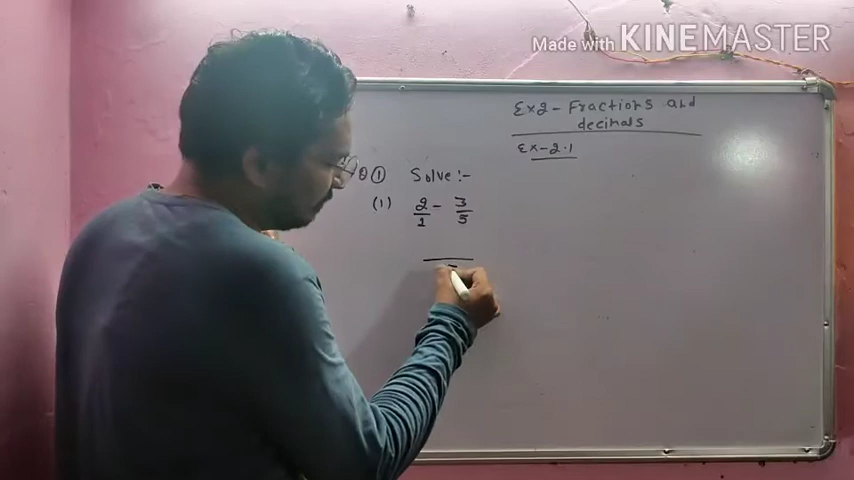 Made with KINEMASTER
Ex2 - Fractions and
decimals
Ex-2.1
Q① Solve :-
(1) 2/1 - 3/5